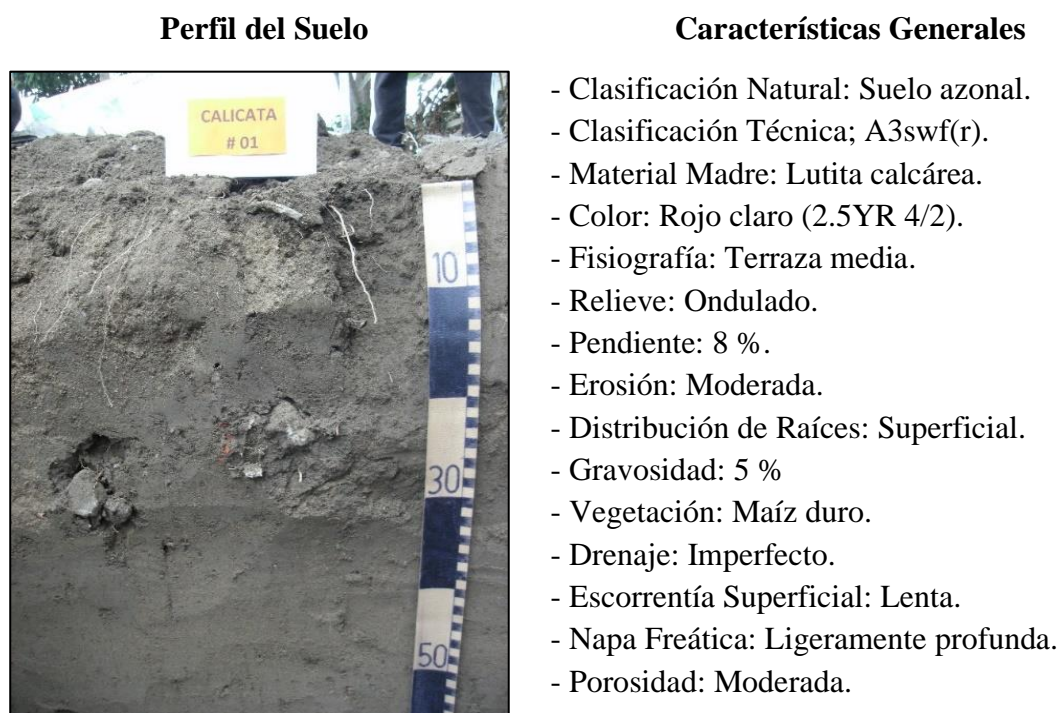 Perfil del Suelo
Características Generales
CALICATA
# 01
10
30
50
- Clasificación Natural: Suelo azonal.
- Clasificación Técnica; A3swf(r).
- Material Madre: Lutita calcárea.
- Color: Rojo claro (2.5YR 4/2).
- Fisiografía: Terraza media.
- Relieve: Ondulado.
- Pendiente: 8 %.
- Erosión: Moderada.
- Distribución de Raíces: Superficial.
- Gravosidad: 5 %
- Vegetación: Maíz duro.
- Drenaje: Imperfecto.
- Escorrentía Superficial: Lenta.
- Napa Freática: Ligeramente profunda.
- Porosidad: Moderada.